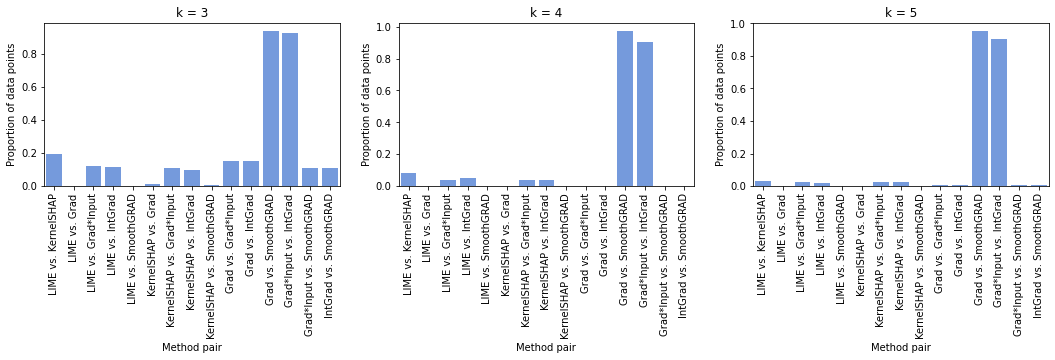 k = 3
Proportion of data points
0.8
0.6
0.4
0.2
0.0
LIME vs. KernelSHAP
LIME vs. Grad
LIME vs. Grad*Input
LIME vs. IntGrad
LIME vs. SmoothGRAD
KernelSHAP vs. Grad
KernelSHAP vs. Grad*Input
KernelSHAP vs. IntGrad
KernelSHAP vs. SmoothGRAD
Grad vs. Grad*Input
Grad vs. IntGrad
Grad vs. SmoothGRAD
Grad*Input vs. IntGrad
Grad*Input vs. SmoothGRAD
IntGrad vs. SmoothGRAD
Method pair
k = 4
Proportion of data points
1.0
0.8
0.6
0.4
0.2
0.0
LIME vs. KernelSHAP
LIME vs. Grad
LIME vs. Grad*Input
LIME vs. IntGrad
LIME vs. SmoothGRAD
KernelSHAP vs. Grad
KernelSHAP vs. Grad*Input
KernelSHAP vs. IntGrad
KernelSHAP vs. SmoothGRAD
Grad vs. Grad*Input
Grad vs. IntGrad
Grad vs. SmoothGRAD
Grad*Input vs. IntGrad
Grad*Input vs. SmoothGRAD
IntGrad vs. SmoothGRAD
Method pair
k = 5
Proportion of data points
1.0
0.8
0.6
0.4
0.2
0.0
LIME vs. KernelSHAP
LIME vs. Grad
LIME vs. Grad*Input
LIME vs. IntGrad
LIME vs. SmoothGRAD
KernelSHAP vs. Grad
KernelSHAP vs. Grad*Input
KernelSHAP vs. IntGrad
KernelSHAP vs. SmoothGRAD
Grad vs. Grad*Input
Grad vs. IntGrad
Grad vs. SmoothGRAD
Grad*Input vs. IntGrad
Grad*Input vs. SmoothGRAD
IntGrad vs. SmoothGRAD
Method pair